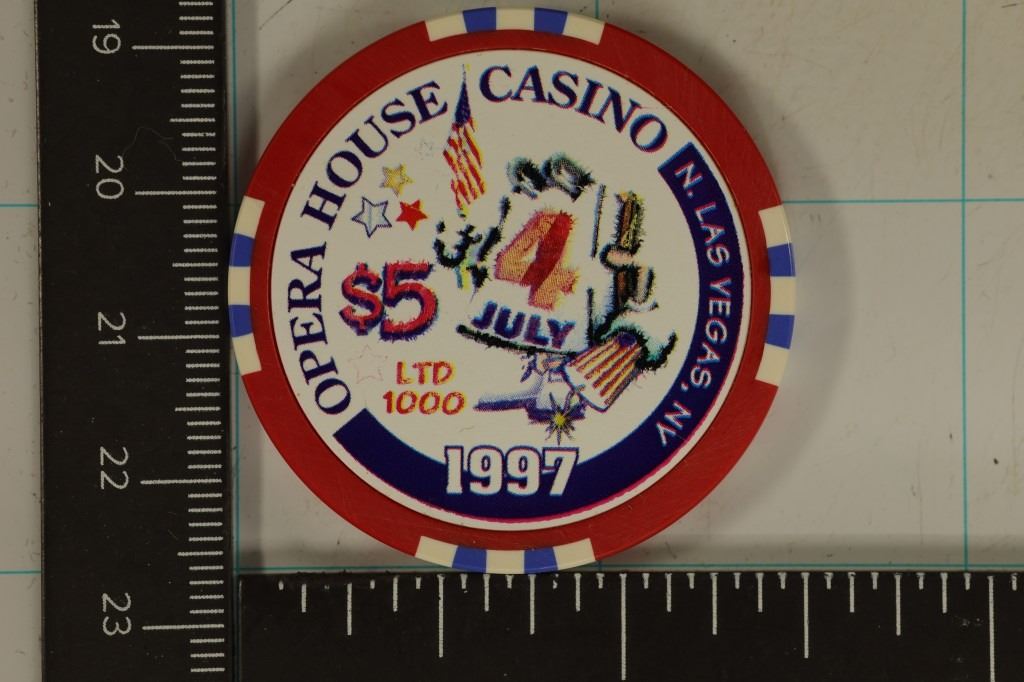 OPERA HOUSE CASINO
N. LAS VEGAS, NV
$5
4
JULY
LTD
1000
1997
19
20
21
22
23